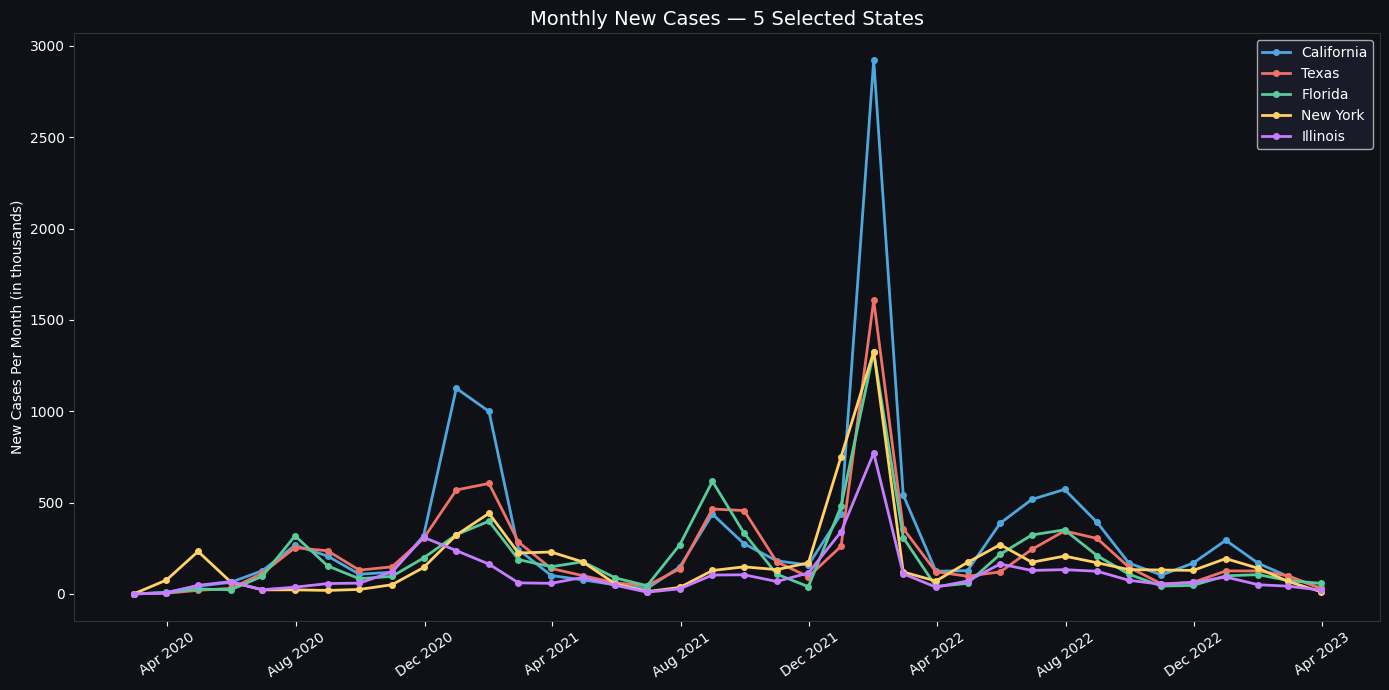 Monthly New Cases — 5 Selected States
California
Texas
Florida
New York
Illinois
New Cases Per Month (in thousands)
3000
2500
2000
1500
1000
500
0
Apr 2020
Aug 2020
Dec 2020
Apr 2021
Aug 2021
Dec 2021
Apr 2022
Aug 2022
Dec 2022
Apr 2023